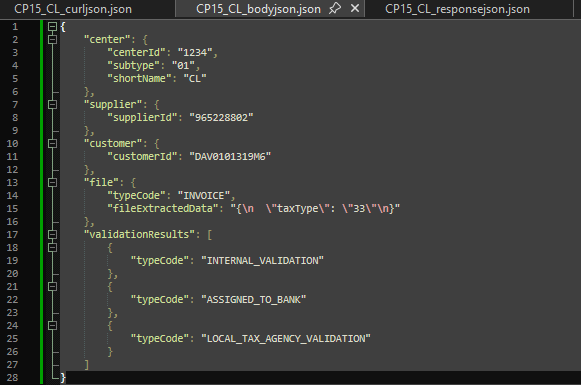 CP15_CL_curljson.json CP15_CL_bodyjson.json CP15_CL_responsejson.json
1 {
2 "center": {
3 "centerId": "1234",
4 "subtype": "01",
5 "shortName": "CL"
6 },
7 "supplier": {
8 "supplierId": "965228802"
9 },
10 "customer": {
11 "customerId": "DAV0101319M6"
12 },
13 "file": {
14 "typeCode": "INVOICE",
15 "fileExtractedData": "{\n  \"taxType\": \"33\"\n}"
16 },
17 "validationResults": [
18 {
19 "typeCode": "INTERNAL_VALIDATION"
20 },
21 {
22 "typeCode": "ASSIGNED_TO_BANK"
23 },
24 {
25 "typeCode": "LOCAL_TAX_AGENCY_VALIDATION"
26 }
27 ]
28 }